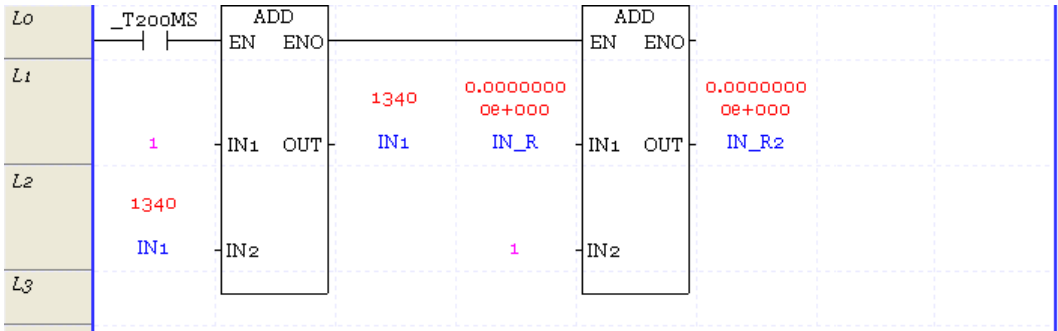 L0
_T200MS
ADD
ADD
EN ENO
EN ENO
L1
1340
0.0000000
0e+000
0.0000000
0e+000
1
IN1 OUT
IN1
IN_R
IN1 OUT
IN_R2
L2
1340
IN1
IN2
1
IN2
L3